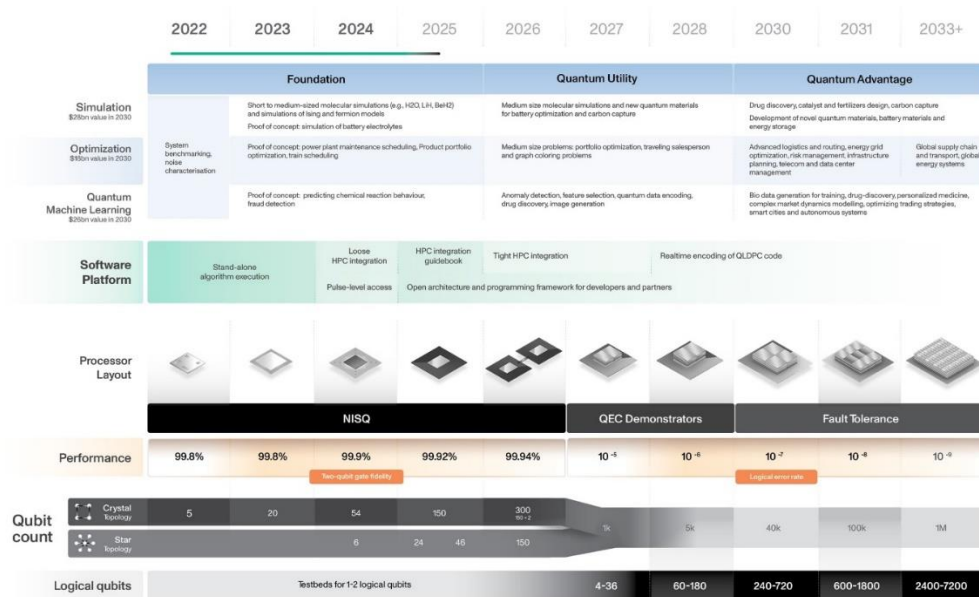 2022 2023 2024 2025 2026 2027 2028 2030 2031 2033+
Foundation Quantum Utility Quantum Advantage
Simulation
$28bn value in 2030
Short to medium-sized molecular simulations (e.g., H2O, LiH, BeH2)
and simulations of ising and fermion models
Proof of concept: simulation of battery electrolytes
Medium size molecular simulations and new quantum materials
for battery optimization and carbon capture
Drug discovery, catalyst and fertilizers design, carbon capture
Development of novel quantum materials, battery materials and
energy storage
System
benchmarking,
noise
characterisation
Optimization
value in 2030
Proof of concept: power plant maintenance scheduling, Product portfolio
optimization, train scheduling
Medium size problems: portfolio optimization, traveling salesperson
and graph coloring problems
Advanced logistics and routing, energy grid
optimization, risk management, infrastructure
planning, telecom and data center
management
Global supply chain
and transport, global
energy systems
Quantum
Machine Learning
value in 2030
Proof of concept: predicting chemical reaction behaviour,
fraud detection
Anomaly detection, feature selection, quantum data encoding,
drug discovery, image generation
Bio data generation for training, drug-discovery, personalized medicine,
complex market dynamics modelling, optimizing trading strategies,
smart cities and autonomous systems
Software
Platform
Stand-alone
algorithm execution
Loose
HPC integration
HPC integration
guidebook
Tight HPC integration
Realtime encoding of QLDPC code
Pulse-level access
Open architecture and programming framework for developers and partners
Processor
Layout
NISQ QEC Demonstrators Fault Tolerance
Performance
99.8% 99.8% 99.9% 99.92% 99.94% 10⁻⁵ 10⁻⁶ 10⁻⁷ 10⁻⁸ 10⁻⁹
Two-qubit gate fidelity Logical error rate
Qubit
count
Crystal
Topology
5 20 54 150 300
1k 5k 40k 100k 1M
Star
Topology
6 24 46 150
Logical qubits
Testbeds for 1-2 logical qubits 4-36 60-180 240-720 600-1800 2400-7200